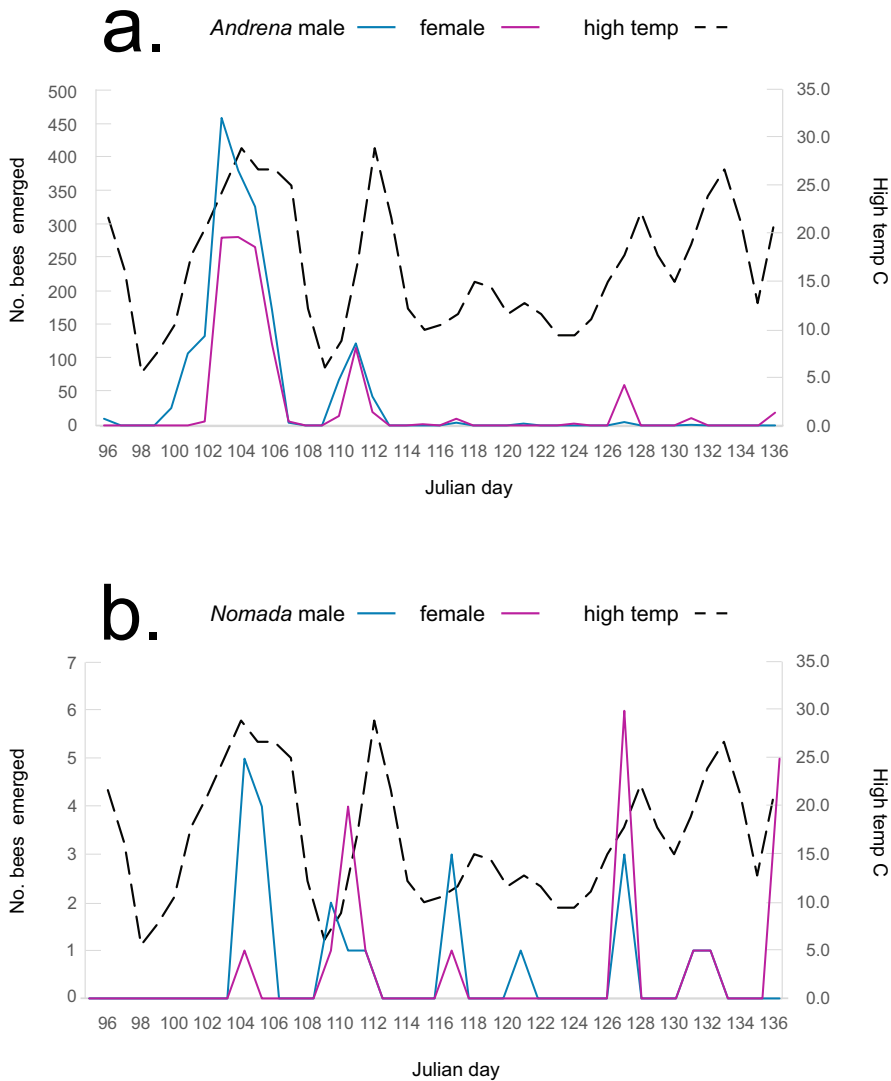 a.
Andrena male female high temp
500 35.0
450 30.0
400 25.0
350 20.0
300 15.0
250 10.0
200 5.0
150 0.0
100
50
0
No. bees emerged
High temp C
96 98 100 102 104 106 108 110 112 114 116 118 120 122 124 126 128 130 132 134 136
Julian day
b.
Nomada male female high temp
7 35.0
6 30.0
5 25.0
4 20.0
3 15.0
2 10.0
1 5.0
0 0.0
No. bees emerged
High temp C
96 98 100 102 104 106 108 110 112 114 116 118 120 122 124 126 128 130 132 134 136
Julian day